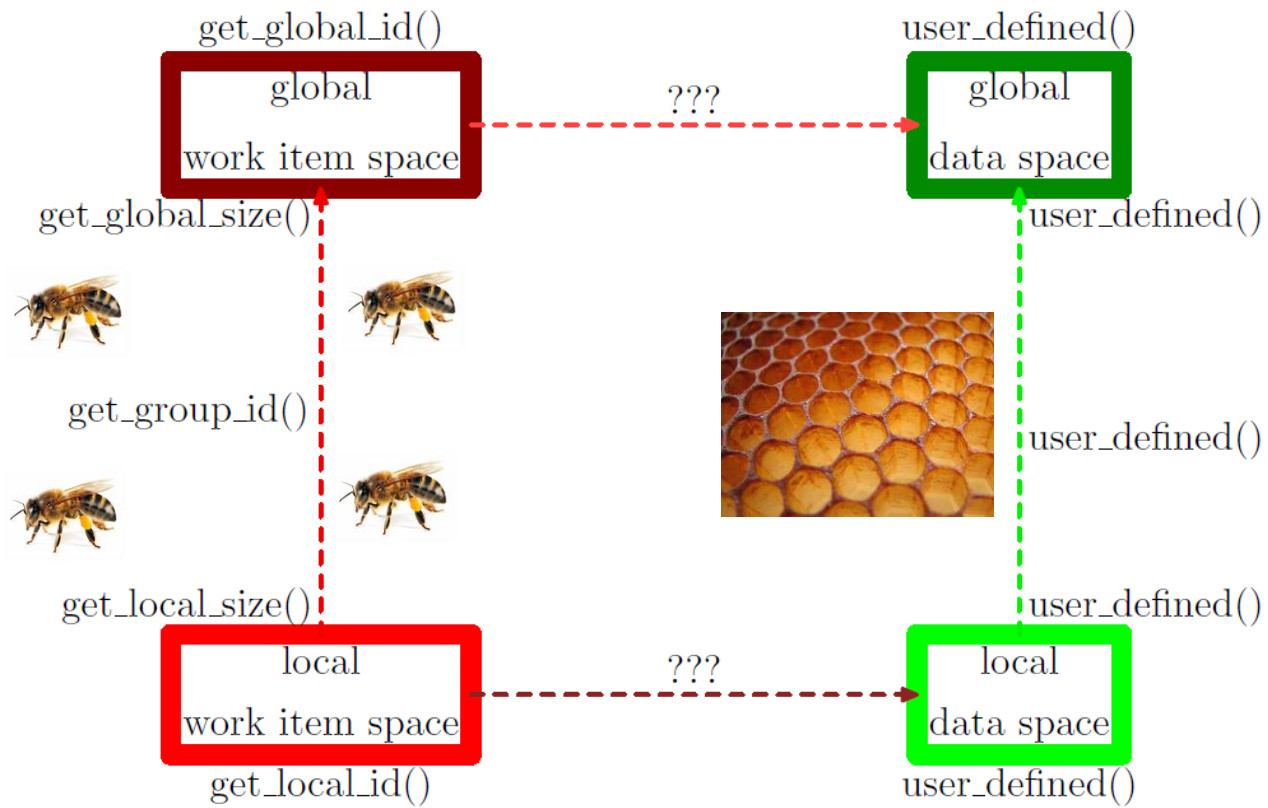 get_global_id()
user_defined()
global
work item space
???
global
data space
get_global_size()
user_defined()
get_group_id()
user_defined()
get_local_size()
user_defined()
local
work item space
???
local
data space
get_local_id()
user_defined()